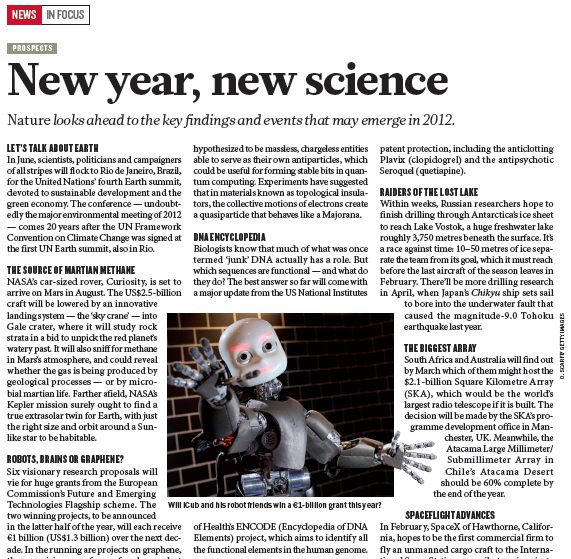 NEWS IN FOCUS
PROSPECTS
New year, new science
Nature looks ahead to the key findings and events that may emerge in 2012.
LET'S TALK ABOUT EARTH
In June, scientists, politicians and campaigners
of all stripes will flock to Rio de Janeiro, Brazil,
for the United Nations' fourth Earth summit,
devoted to sustainable development and the
green economy. The conference — undoubt-
edly the major environmental meeting of 2012
— comes 20 years after the UN Framework
Convention on Climate Change was signed at
the first UN Earth summit, also in Rio.
THE SOURCE OF MARTIAN METHANE
NASA's car-sized rover, Curiosity, is set to
arrive on Mars in August. The US$2.5-billion
craft will be lowered by an innovative
landing system — the 'sky crane' — into
Gale crater, where it will study rock
strata in a bid to unpick the red planet's
watery past. It will also sniff for methane
in Mars's atmosphere, and could reveal
whether the gas is being produced by
geological processes — or by micro-
bial martian life. Farther afield, NASA's
Kepler mission surely ought to find a
true extrasolar twin for Earth, with just
the right size and orbit around a Sun-
like star to be habitable.
ROBOTS, BRAINS OR GRAPHENE?
Six visionary research proposals will
vie for huge grants from the European
Commission's Future and Emerging
Technologies Flagship scheme. The
two winning projects, to be announced
in the latter half of the year, will each receive
€1 billion (US$1.3 billion) over the next dec-
ade. In the running are projects on graphene,
hypothesized to be massless, chargeless entities
able to serve as their own antiparticles, which
could be useful for forming stable bits in quan-
tum computing. Experiments have suggested
that in materials known as topological insula-
tors, the collective motions of electrons create
a quasiparticle that behaves like a Majorana.
DNA ENCYCLOPEDIA
Biologists know that much of what was once
termed 'junk' DNA actually has a role. But
which sequences are functional — and what do
they do? The best answer so far will come with
a major update from the US National Institutes
Will iCub and his robot friends win a €1-billion grant this year?
of Health's ENCODE (Encyclopedia of DNA
Elements) project, which aims to identify all
the functional elements in the human genome.
patent protection, including the anticlotting
Plavix (clopidogrel) and the antipsychotic
Seroquel (quetiapine).
RAIDERS OF THE LOST LAKE
Within weeks, Russian researchers hope to
finish drilling through Antarctica's ice sheet
to reach Lake Vostok, a huge freshwater lake
roughly 3,750 metres beneath the surface. It's
a race against time: 10–50 metres of ice sepa-
rate the team from its goal, which it must reach
before the last aircraft of the season leaves in
February. There'll be more drilling research
in April, when Japan's Chikyu ship sets sail
to bore into the underwater fault that
caused the magnitude-9.0 Tohoku
earthquake last year.
THE BIGGEST ARRAY
South Africa and Australia will find out
by March which of them might host the
$2.1-billion Square Kilometre Array
(SKA), which would be the world's
largest radio telescope if it is built. The
decision will be made by the SKA's pro-
gramme development office in Man-
chester, UK. Meanwhile, the
Atacama Large Millimeter/
Submillimeter Array in
Chile's Atacama Desert
should be 60% complete by
the end of the year.
SPACEFLIGHT ADVANCES
In February, SpaceX of Hawthorne, Califor-
nia, hopes to be the first commercial firm to
fly an unmanned cargo craft to the Interna-
GETTY IMAGES